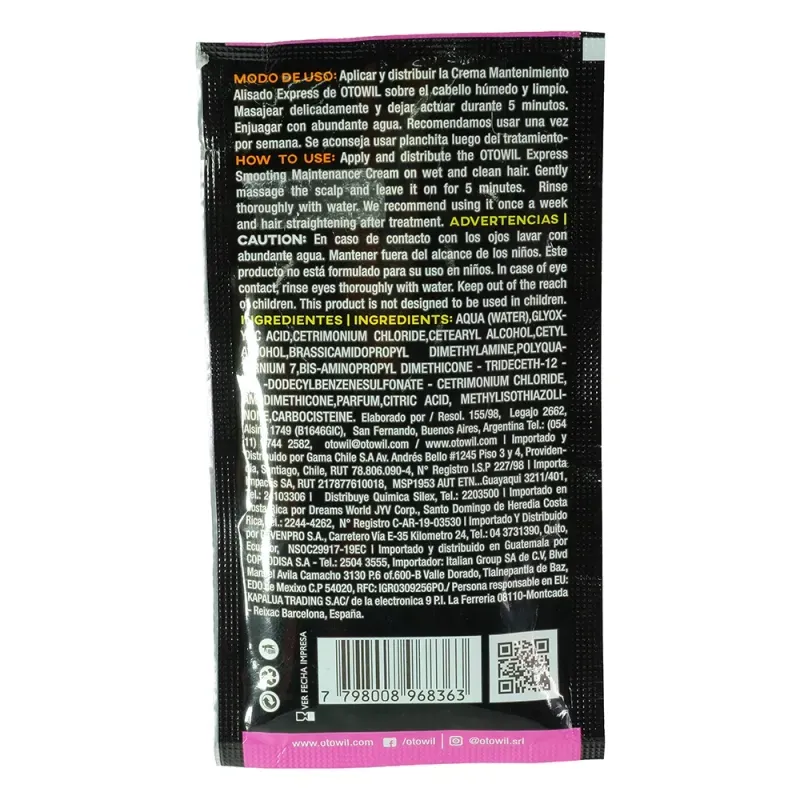 MODO DE USO: Aplicar y distribuir la Crema Mantenimiento
Alisado Express de OTOWIL sobre el cabello húmedo y limpio.
Masajear delicadamente y dejar actuar durante 5 minutos.
Enjuagar con abundante agua. Recomendamos usar una vez
por semana. Se aconseja usar planchita luego del tratamiento-
HOW TO USE: Apply and distribute the OTOWIL Express
Smooting Maintenance Cream on wet and clean hair. Gently
massage the scalp and leave it on for 5 minutes. Rinse
thoroughly with water. We recommend using it once a week
and hair straightening after treatment. ADVERTENCIAS |
CAUTION: En caso de contacto con los ojos lavar con
abundante agua. Mantener fuera del alcance de los niños. Este
producto no está formulado para su uso en niños. In case of eye
contact, rinse eyes thoroughly with water. Keep out of the reach
of children. This product is not designed to be used in children.
INGREDIENTES | INGREDIENTS: AQUA (WATER),GLYOX-
ACID,CETRIMONIUM CHLORIDE,CETEARYL ALCOHOL,CETYL
ALCOHOL,BRASSICAMIDOPROPYL DIMETHYLAMINE,POLYQUA-
7,BIS-AMINOPROPYL DIMETHICONE - TRIDECETH-12 -
-DODECYLBENZENESULFONATE - CETRIMONIUM CHLORIDE,
PARFUM,CITRIC ACID, METHYLISOTHIAZOLI-
NONE,CARBOCISTEINE. Elaborado por / Resol. 155/98, Legajo 2662,
Alsina 1749 (B1646GIC), San Fernando, Buenos Aires, Argentina Tel.: (054
11) 4744 2582, otowil@otowil.com / www.otowil.com | Importado y
Distribuido por Gama Chile S.A Av. Andrés Bello #1245 Piso 3 y 4, Providen-
cia, Santiago, Chile, RUT 78.806.090-4, N° Registro I.S.P 227/98 | Importa
Impacos SA, RUT 217877610018, MSP1953 AUT ETN...Guayaqui 3211/401,
Tel.: 24103306 | Distribuye Quimica Silex, Tel.: 2203500 | Importado en
Costa Rica por Dreams World JYV Corp., Santo Domingo de Heredia Costa
Rica, Tel.: 2244-4262, N° Registro C-AR-19-03530 | Importado Y Distribuido
por Carretero Vía E-35 Kilometro 24, Tel.: 04 3731390, Quito,
Ecuador, NSOC29917-19EC | Importado y distribuido en Guatemala por
S.A - Tel.: 2504 3555, Importador: Italian Group SA de C.V, Blvd
Manuel Avila Camacho 3130 P.6 of.600-B Valle Dorado, Tlalnepantla de Baz,
EDO de Mexixo C.P 54020, RFC: IGR0309256P0./ Persona responsable en EU:
KAPALUA TRADING S.AC/ de la electronica 9 P.I. La Ferreria 08110-Montcada
- Reixac Barcelona, España.
VER FECHA IMPRESA
7 798008 968363
www.otowil.com /otowil | @otowil.srl